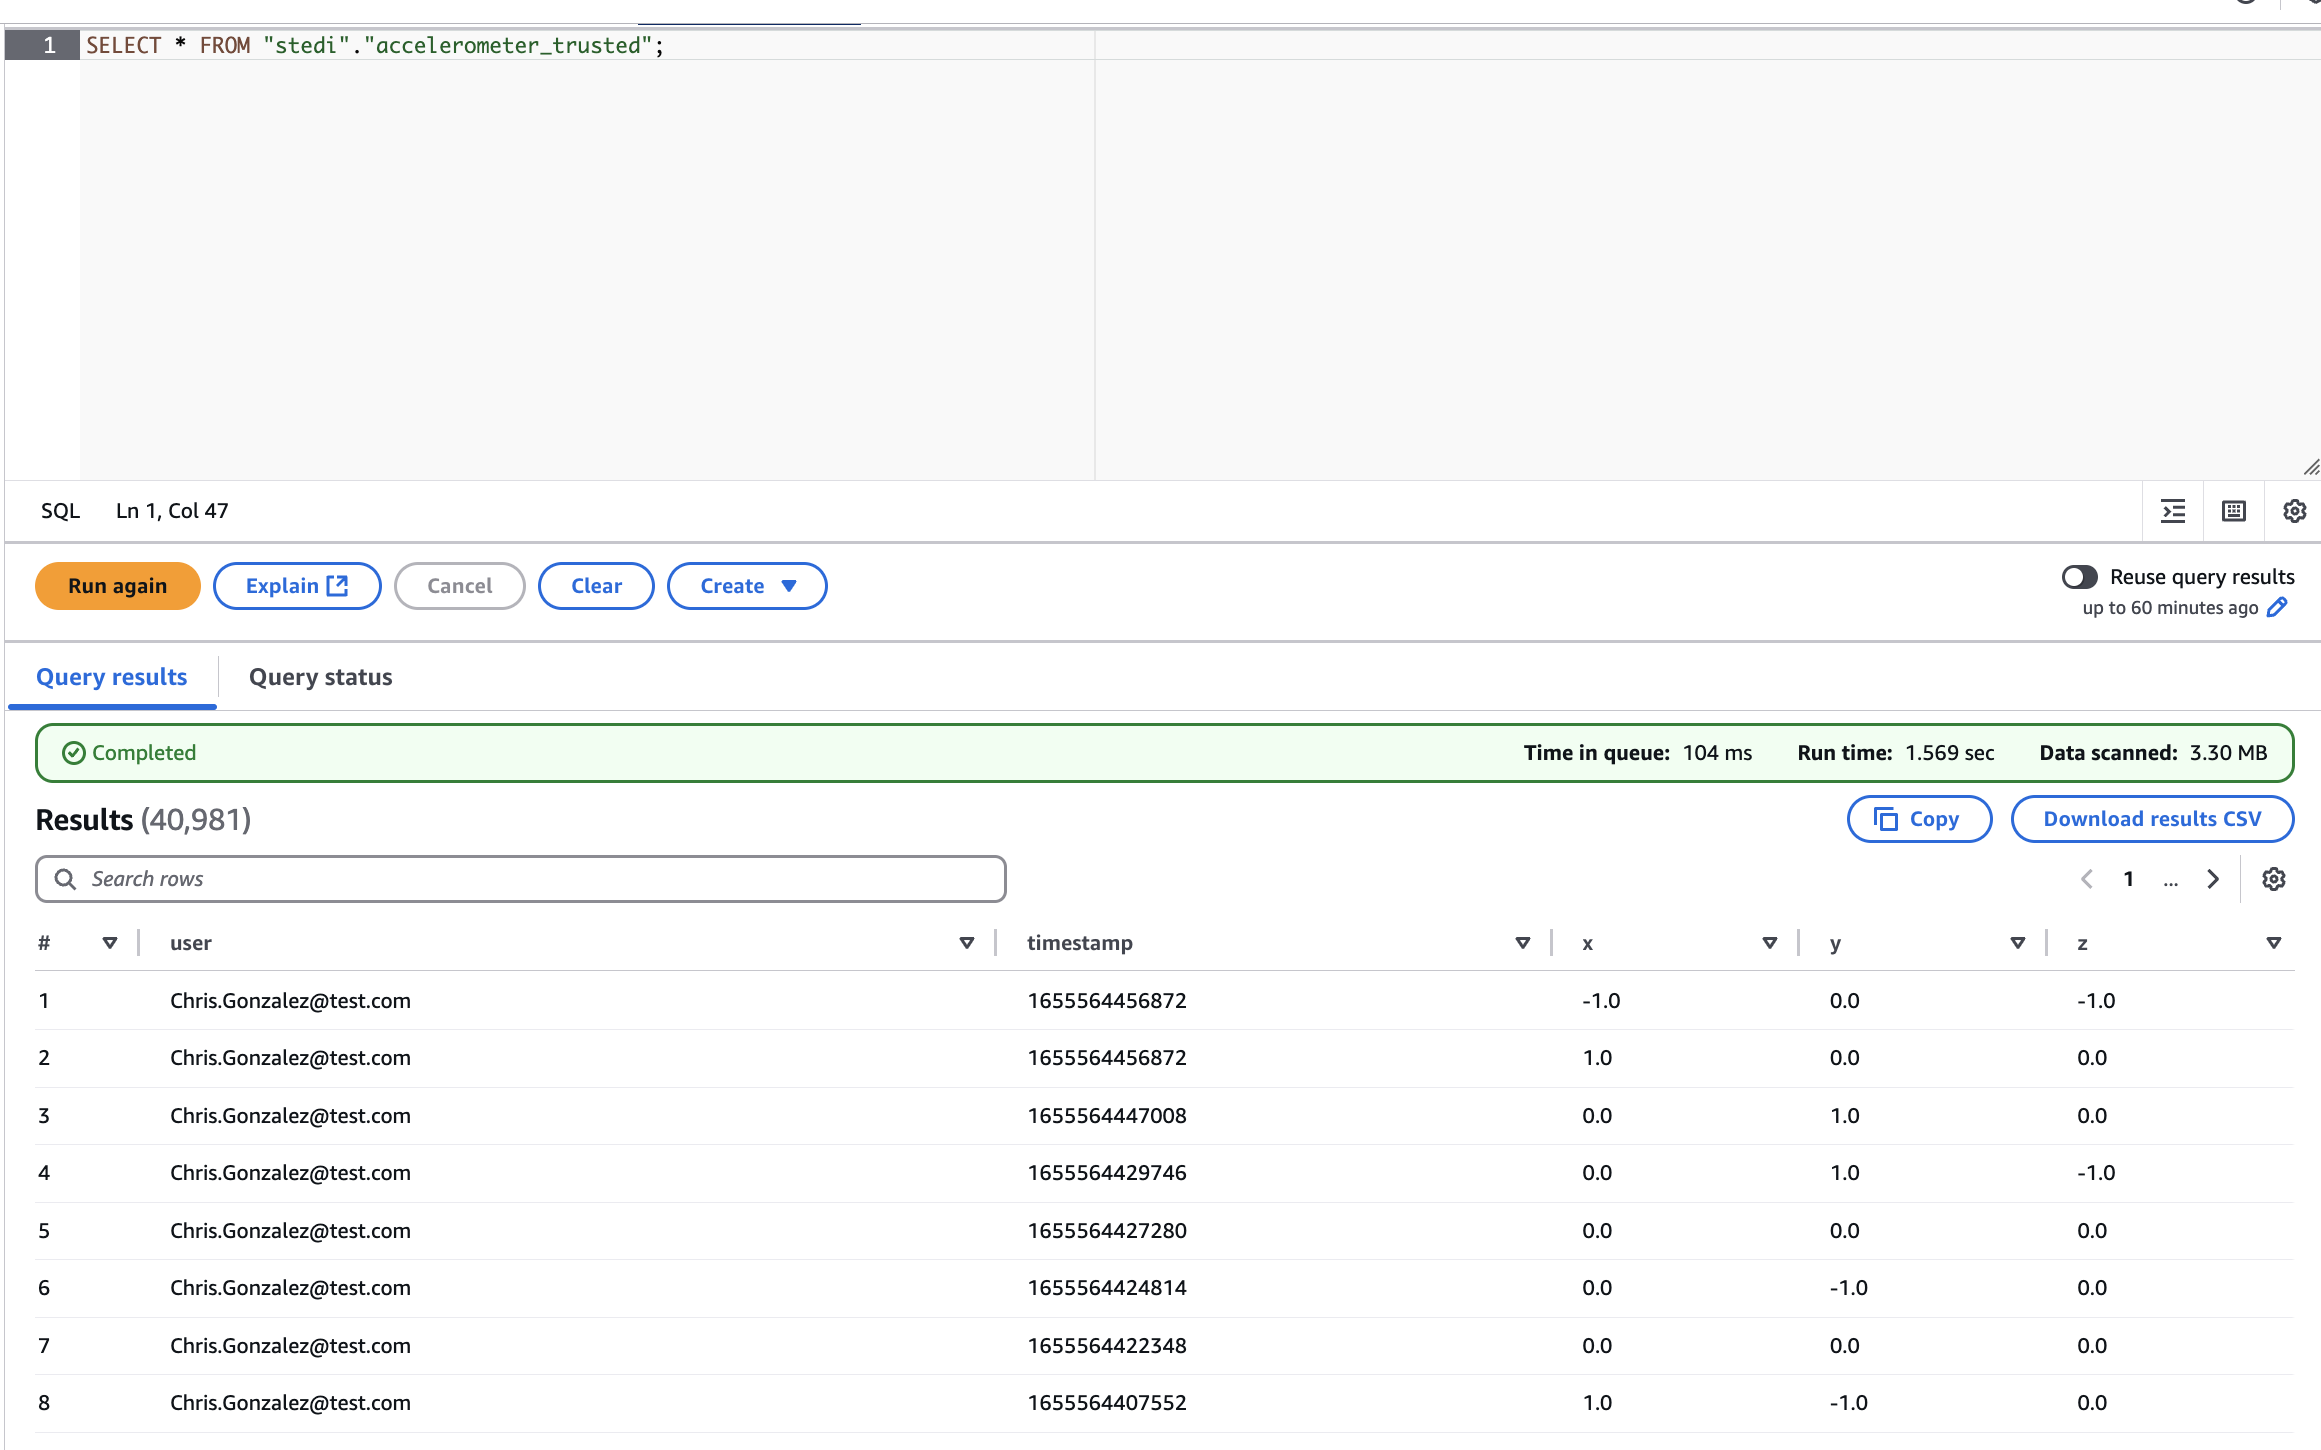 1 SELECT * FROM "stedi"."accelerometer_trusted";
SQL Ln 1, Col 47
Run again Explain Cancel Clear Create Reuse query results
up to 60 minutes ago
Query results Query status
Completed Time in queue: 104 ms Run time: 1.569 sec Data scanned: 3.30 MB
Results (40,981) Copy Download results CSV
Search rows 1 ...
# user timestamp x y z
1 Chris.Gonzalez@test.com 1655564456872 -1.0 0.0 -1.0
2 Chris.Gonzalez@test.com 1655564456872 1.0 0.0 0.0
3 Chris.Gonzalez@test.com 1655564447008 0.0 1.0 0.0
4 Chris.Gonzalez@test.com 1655564429746 0.0 1.0 -1.0
5 Chris.Gonzalez@test.com 1655564427280 0.0 0.0 0.0
6 Chris.Gonzalez@test.com 1655564424814 0.0 -1.0 0.0
7 Chris.Gonzalez@test.com 1655564422348 0.0 0.0 0.0
8 Chris.Gonzalez@test.com 1655564407552 1.0 -1.0 0.0